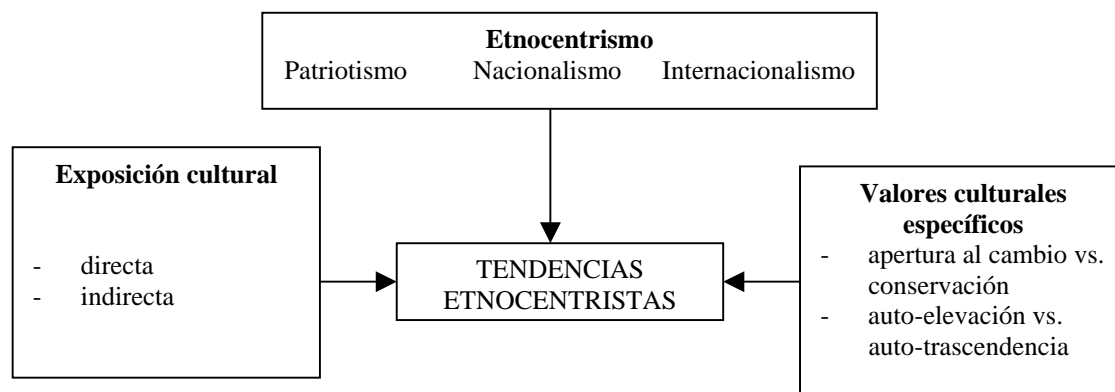 Etnocentrismo
Patriotismo Nacionalismo Internacionalismo
Exposición cultural
- directa
- indirecta
TENDENCIAS
ETNOCENTRISTAS
Valores culturales
específicos
- apertura al cambio vs.
conservación
- auto-elevación vs.
auto-trascendencia